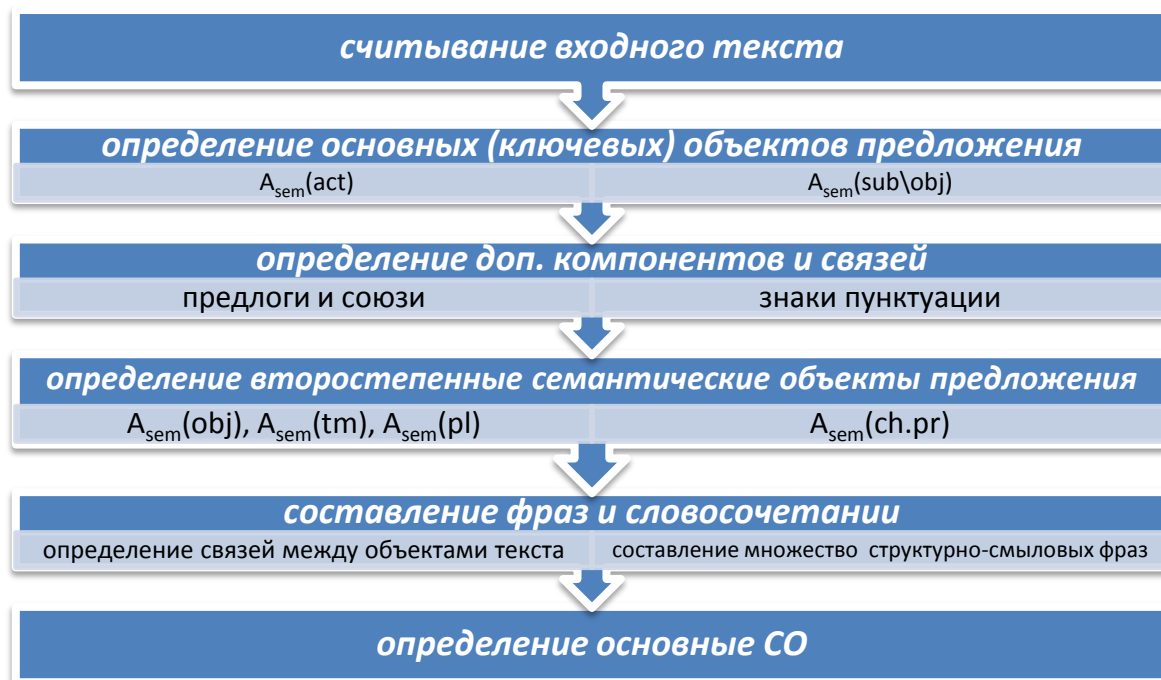 считывание входного текста
определение основных (ключевых) объектов предложения
Asem(act) Asem(sub\obj)
определение доп. компонентов и связей
предлоги и союзи знаки пунктуации
определение второстепенные семантические объекты предложения
Asem(obj), Asem(tm), Asem(pl) Asem(ch.pr)
составление фраз и словосочетании
определение связей между объектами текста составление множество структурно-смыловых фраз
определение основные СО